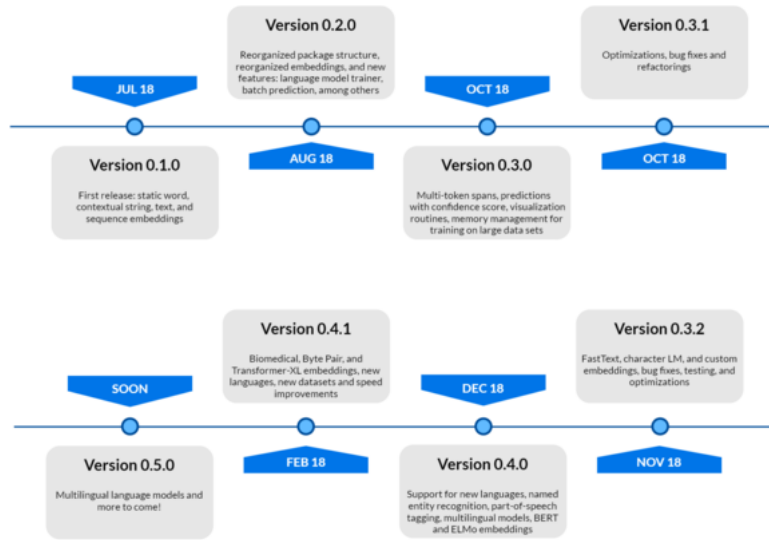 Version 0.2.0
Reorganized package structure,
reorganized embeddings, and new
features: language model trainer,
batch prediction, among others
Version 0.3.1
Optimizations, bug fixes and
refactorings
JUL 18
OCT 18
AUG 18
OCT 18
Version 0.1.0
First release: static word,
contextual string, text, and
sequence embeddings
Version 0.3.0
Multi-token spans, predictions
with confidence score, visualization
routines, memory management for
training on large data sets
Version 0.4.1
Biomedical, Byte Pair, and
Transformer-XL embeddings, new
languages, new datasets and speed
improvements
Version 0.3.2
FastText, character LM, and custom
embeddings, bug fixes, testing, and
optimizations
SOON
DEC 18
FEB 18
NOV 18
Version 0.5.0
Multilingual language models and
more to come!
Version 0.4.0
Support for new languages, named
entity recognition, part-of-speech
tagging, multilingual models, BERT
and ELMo embeddings